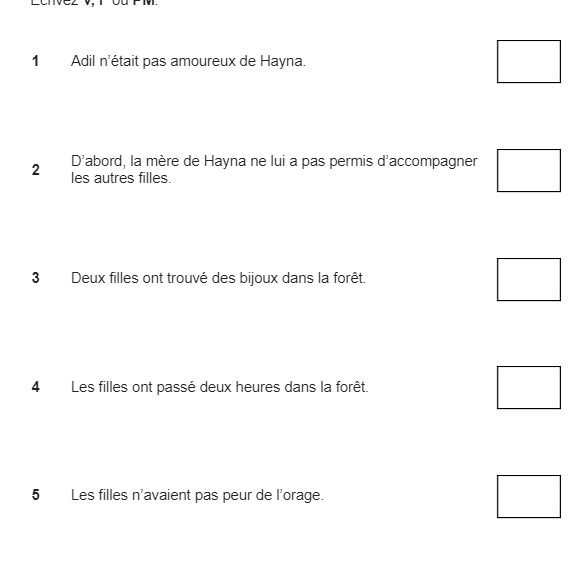 Écrivez V, F ou PM.
1 Adil n'était pas amoureux de Hayna.
2 D'abord, la mère de Hayna ne lui a pas permis d'accompagner
les autres filles.
3 Deux filles ont trouvé des bijoux dans la forêt.
4 Les filles ont passé deux heures dans la forêt.
5 Les filles n'avaient pas peur de l'orage.